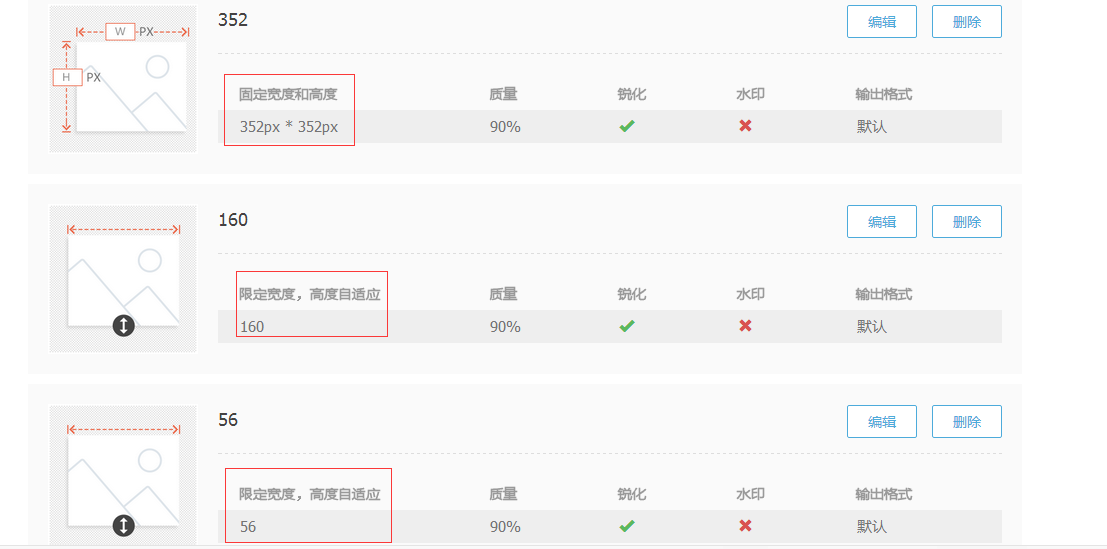 W PX
H PX
352
编辑 删除
固定宽度和高度 质量 锐化 水印 输出格式
352px * 352px 90% 默认
160
编辑 删除
限定宽度，高度自适应 质量 锐化 水印 输出格式
160 90% 默认
56
编辑 删除
限定宽度，高度自适应 质量 锐化 水印 输出格式
56 90% 默认